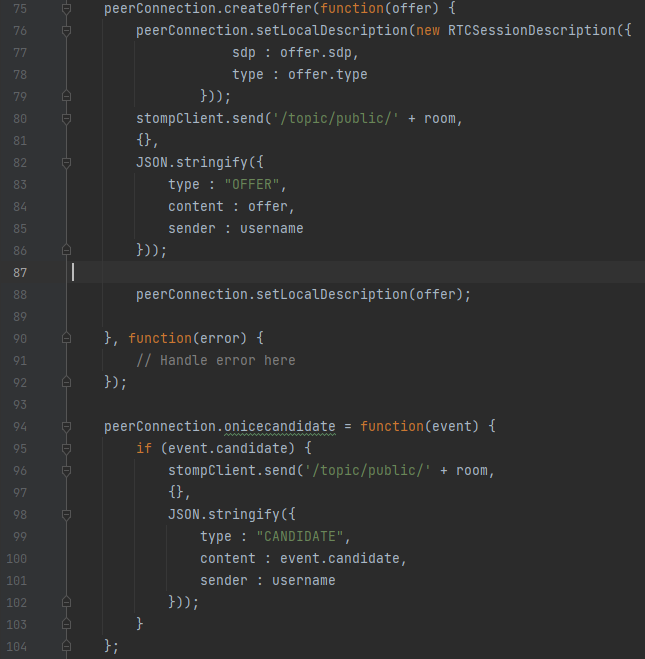 75 peerConnection.createOffer(function(offer) {
76 peerConnection.setLocalDescription(new RTCSessionDescription({
77 sdp : offer.sdp,
78 type : offer.type
79 }));
80 stompClient.send('/topic/public/' + room,
81 {},
82 JSON.stringify({
83 type : "OFFER",
84 content : offer,
85 sender : username
86 }));
87
88 peerConnection.setLocalDescription(offer);
89
90 }, function(error) {
91 // Handle error here
92 });
93
94 peerConnection.onicecandidate = function(event) {
95 if (event.candidate) {
96 stompClient.send('/topic/public/' + room,
97 {},
98 JSON.stringify({
99 type : "CANDIDATE",
100 content : event.candidate,
101 sender : username
102 }));
103 }
104 };